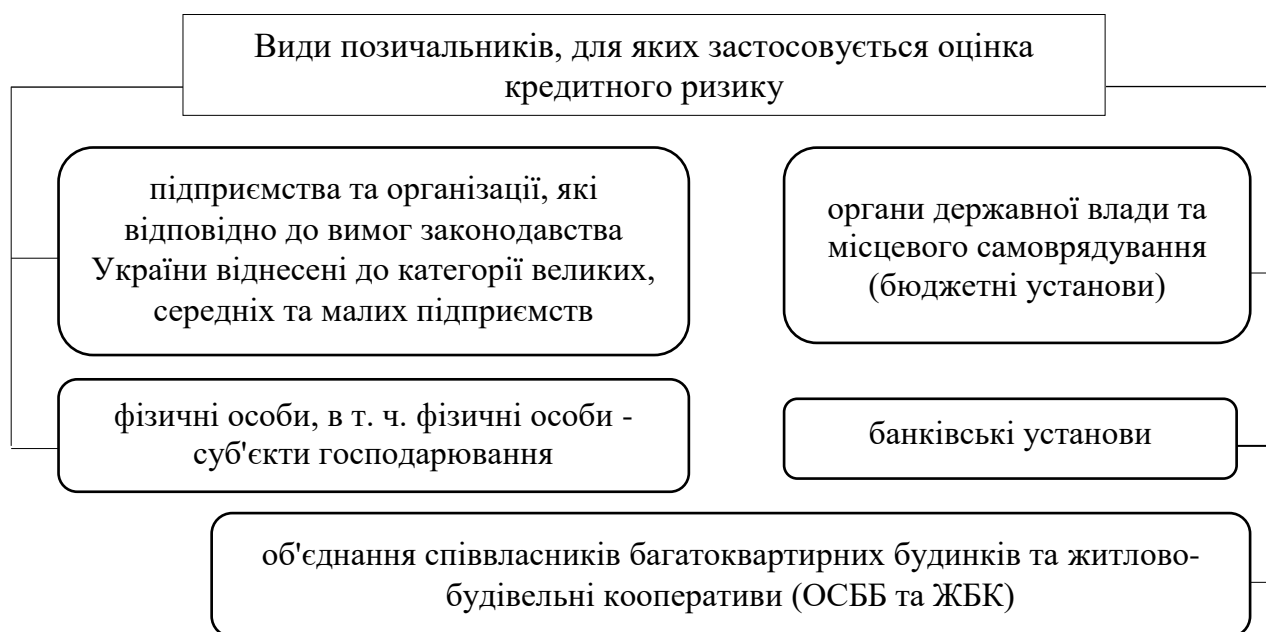 Види позичальників, для яких застосовується оцінка
кредитного ризику
підприємства та організації, які
відповідно до вимог законодавства
України віднесені до категорії великих,
середніх та малих підприємств
органи державної влади та
місцевого самоврядування
(бюджетні установи)
фізичні особи, в т. ч. фізичні особи -
суб'єкти господарювання
банківські установи
об'єднання співвласників багатоквартирних будинків та житлово-
будівельні кооперативи (ОСББ та ЖБК)